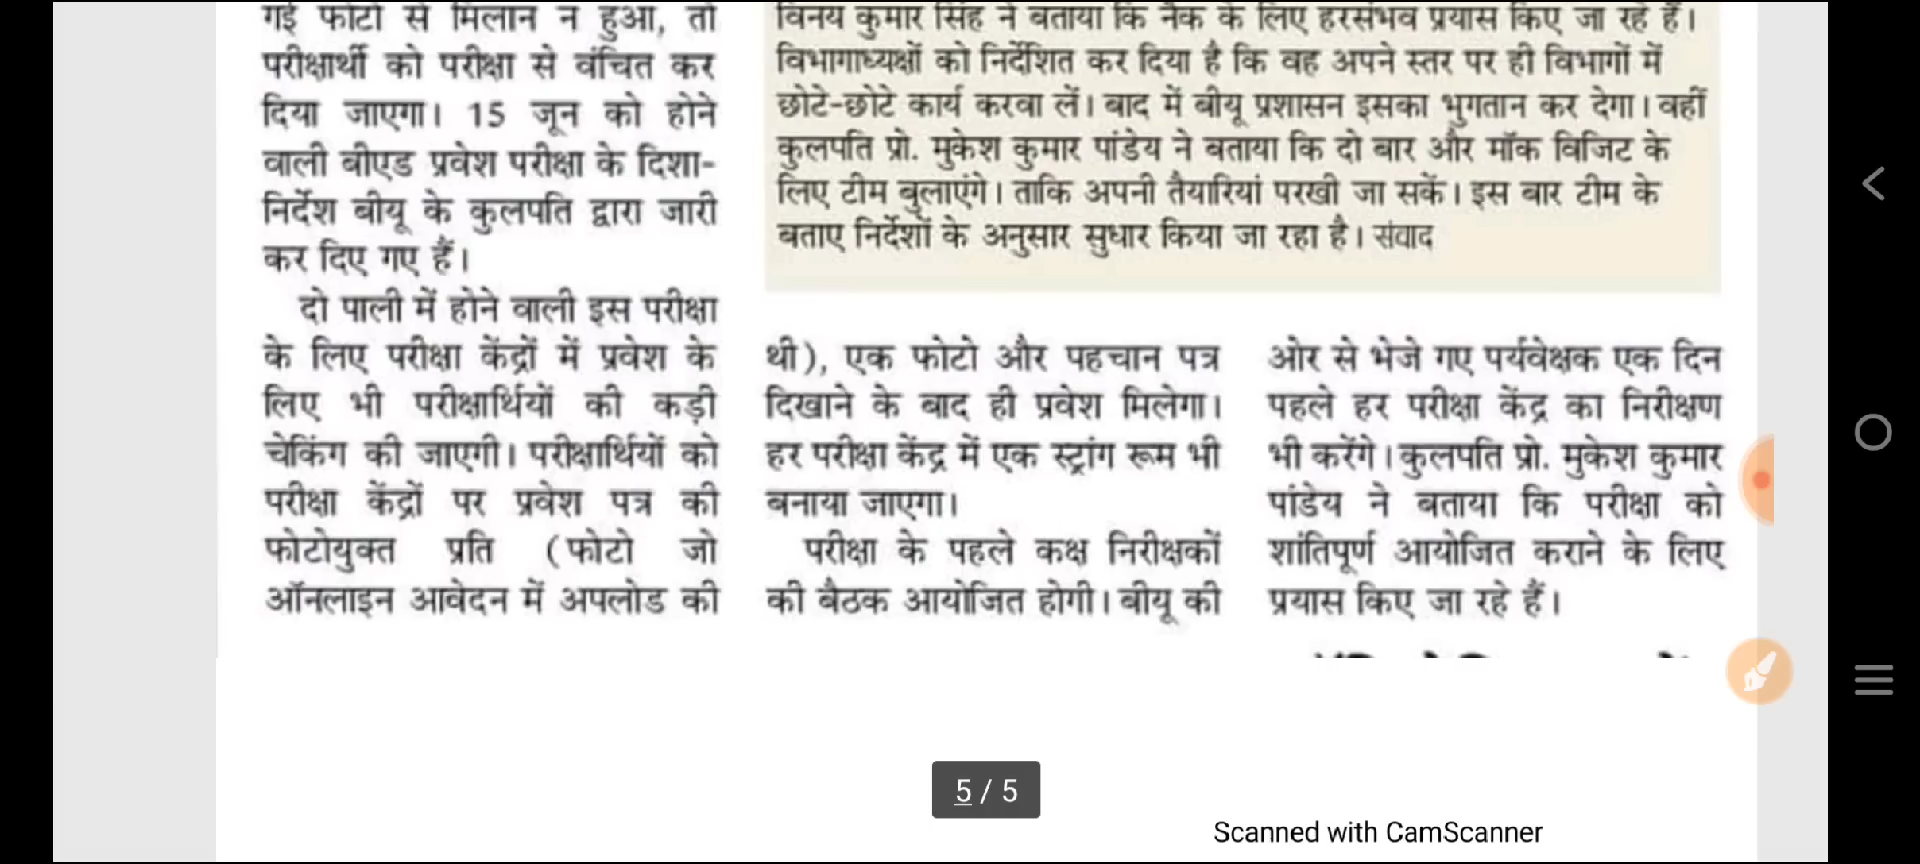 गई फोटो से मिलान न हुआ, तो
परीक्षार्थी को परीक्षा से वंचित कर
दिया जाएगा। 15 जून को होने
वाली बीएड प्रवेश परीक्षा के दिशा-
निर्देश बीयू के कुलपति द्वारा जारी
कर दिए गए हैं।
दो पाली में होने वाली इस परीक्षा
के लिए परीक्षा केंद्रों में प्रवेश के
लिए भी परीक्षार्थियों की कड़ी
चेकिंग की जाएगी। परीक्षार्थियों को
परीक्षा केंद्रों पर प्रवेश पत्र की
फोटोयुक्त प्रति (फोटो जो
ऑनलाइन आवेदन में अपलोड की
विनय कुमार सिंह ने बताया कि नैक के लिए हरसंभव प्रयास किए जा रहे हैं।
विभागाध्यक्षों को निर्देशित कर दिया है कि वह अपने स्तर पर ही विभागों में
छोटे-छोटे कार्य करवा लें। बाद में बीयू प्रशासन इसका भुगतान कर देगा। वहीं
कुलपति प्रो. मुकेश कुमार पांडेय ने बताया कि दो बार और मॉक विजिट के
लिए टीम बुलाएंगे। ताकि अपनी तैयारियां परखी जा सकें। इस बार टीम के
बताए निर्देशों के अनुसार सुधार किया जा रहा है। संवाद
थी), एक फोटो और पहचान पत्र
दिखाने के बाद ही प्रवेश मिलेगा।
हर परीक्षा केंद्र में एक स्ट्रांग रूम भी
बनाया जाएगा।
परीक्षा के पहले कक्ष निरीक्षकों
की बैठक आयोजित होगी। बीयू की
ओर से भेजे गए पर्यवेक्षक एक दिन
पहले हर परीक्षा केंद्र का निरीक्षण
भी करेंगे। कुलपति प्रो. मुकेश कुमार
पांडेय ने बताया कि परीक्षा को
शांतिपूर्ण आयोजित कराने के लिए
प्रयास किए जा रहे हैं।
5 / 5
Scanned with CamScanner